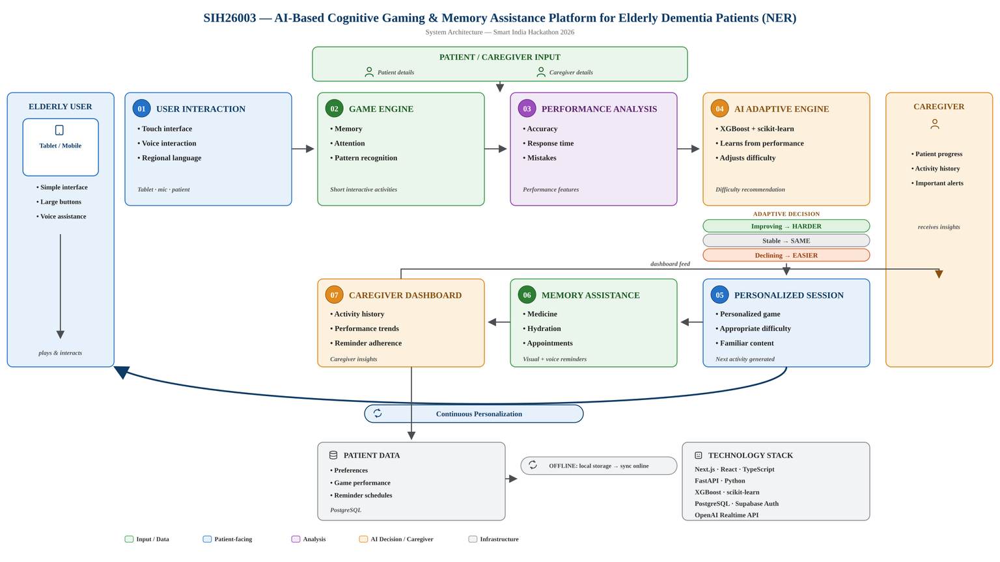 SIH26003 — AI-Based Cognitive Gaming & Memory Assistance Platform for Elderly Dementia Patients (NER)
System Architecture — Smart India Hackathon 2026
PATIENT / CAREGIVER INPUT
Patient details
Caregiver details
ELDERLY USER
Tablet / Mobile
• Simple interface
• Large buttons
• Voice assistance
plays & interacts
01 USER INTERACTION
• Touch interface
• Voice interaction
• Regional language
Tablet · mic · patient
02 GAME ENGINE
• Memory
• Attention
• Pattern recognition
Short interactive activities
03 PERFORMANCE ANALYSIS
• Accuracy
• Response time
• Mistakes
Performance features
04 AI ADAPTIVE ENGINE
• XGBoost + scikit-learn
• Learns from performance
• Adjusts difficulty
Difficulty recommendation
CAREGIVER
• Patient progress
• Activity history
• Important alerts
receives insights
ADAPTIVE DECISION
Improving → HARDER
Stable → SAME
Declining → EASIER
dashboard feed
07 CAREGIVER DASHBOARD
• Activity history
• Performance trends
• Reminder adherence
Caregiver insights
06 MEMORY ASSISTANCE
• Medicine
• Hydration
• Appointments
Visual + voice reminders
05 PERSONALIZED SESSION
• Personalized game
• Appropriate difficulty
• Familiar content
Next activity generated
Continuous Personalization
PATIENT DATA
• Preferences
• Game performance
• Reminder schedules
PostgreSQL
OFFLINE: local storage → sync online
TECHNOLOGY STACK
Next.js · React · TypeScript
FastAPI · Python
XGBoost · scikit-learn
PostgreSQL · Supabase Auth
OpenAI Realtime API
Input / Data
Patient-facing
Analysis
AI Decision / Caregiver
Infrastructure